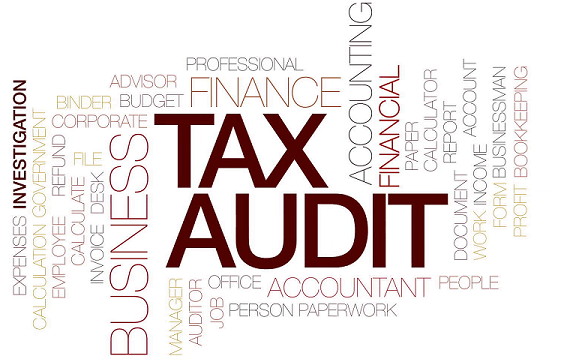 PROFESSIONAL
ADVISOR
FINANCE
BINDER
BUDGET
CORPORATE
TAX
AUDIT
ACCOUNTING
FINANCIAL
PAPER
CALCULATOR
REPORT
ACCOUNT
BUSINESSMAN
BOOKKEEPING
DOCUMENT
WORK
INCOME
FORM
PROFIT
EXPENSES
INVESTIGATION
CALCULATION
GOVERNMENT
EMPLOYEE
REFUND
CALCULATE
FILE
INVOICE
DESK
BUSINESS
MANAGER
AUDITOR
JOB
OFFICE
ACCOUNTANT
PEOPLE
PERSON
PAPERWORK